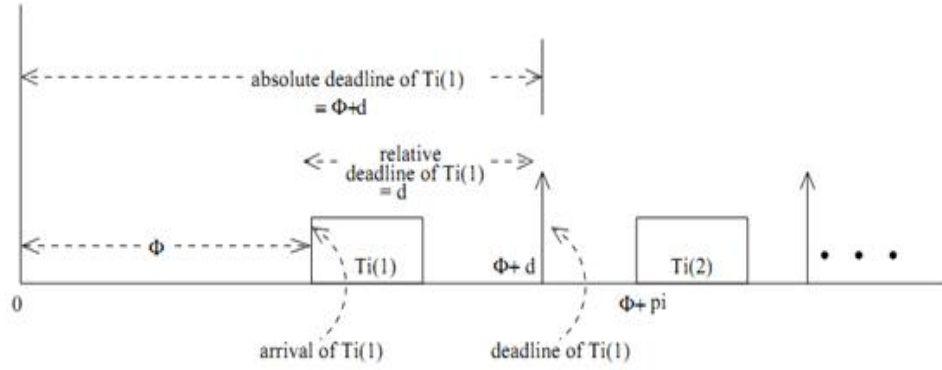 absolute deadline of Ti(1)
= Φ+d
relative
deadline of Ti(1)
= d
Φ
Ti(1)
Φ+ d
Ti(2)
0
Φ+ pi
arrival of Ti(1)
deadline of Ti(1)